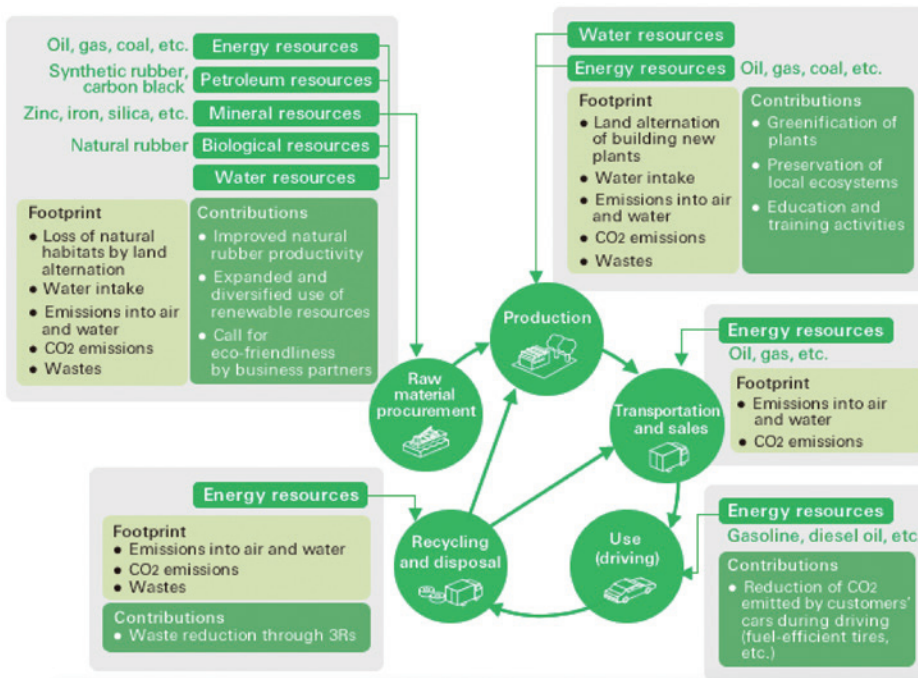 Oil, gas, coal, etc. Energy resources
Synthetic rubber,
carbon black
Petroleum resources
Zinc, iron, silica, etc. Mineral resources
Natural rubber Biological resources
Water resources
Footprint
● Loss of natural
habitats by land
alternation
● Water intake
● Emissions into air
and water
● CO2 emissions
● Wastes
Contributions
● Improved natural
rubber productivity
● Expanded and
diversified use of
renewable resources
● Call for
eco-friendliness
by business partners
Water resources
Energy resources Oil, gas, coal, etc.
Footprint
● Land alternation
of building new
plants
● Water intake
● Emissions into air
and water
● CO2 emissions
● Wastes
Contributions
● Greenification of
plants
● Preservation of
local ecosystems
● Education and
training activities
Raw
material
procurement
Production
Transportation
and sales
Energy resources
Oil, gas, etc.
Footprint
● Emissions into air
and water
● CO2 emissions
Use
(driving)
Energy resources
Gasoline, diesel oil, etc
Contributions
● Reduction of CO2
emitted by customers'
cars during driving
(fuel-efficient tires,
etc.)
Recycling
and disposal
Energy resources
Footprint
● Emissions into air and water
● CO2 emissions
● Wastes
Contributions
● Waste reduction through 3Rs